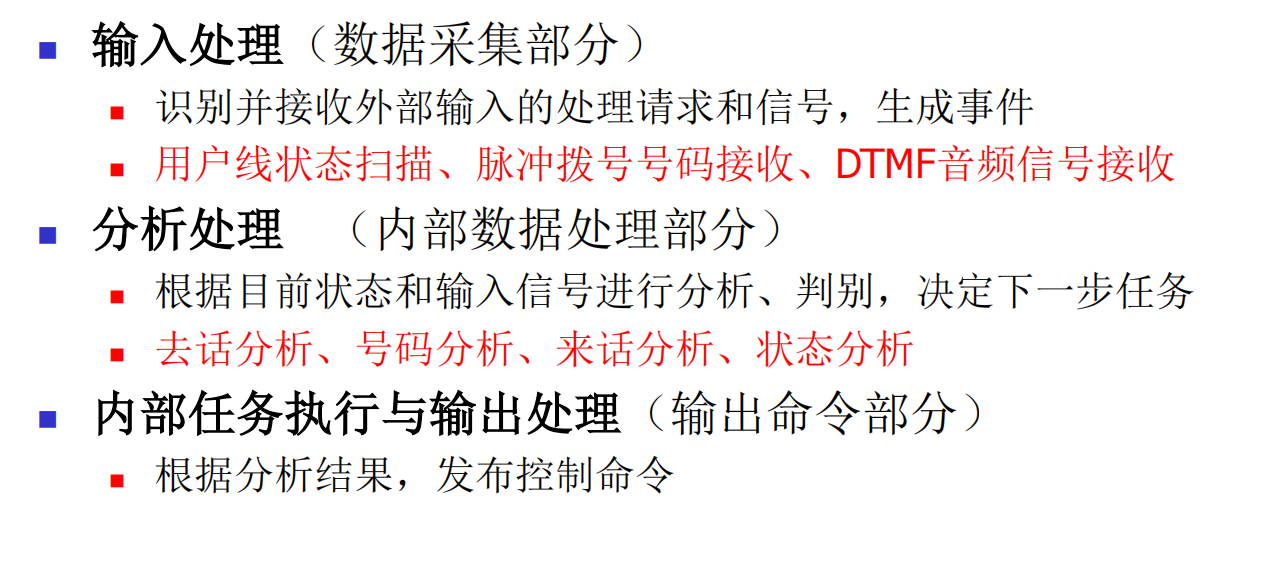 输入处理（数据采集部分）
识别并接收外部输入的处理请求和信号，生成事件
用户线状态扫描、脉冲拨号号码接收、DTMF音频信号接收
分析处理　（内部数据处理部分）
根据目前状态和输入信号进行分析、判别，决定下一步任务
去话分析、号码分析、来话分析、状态分析
内部任务执行与输出处理（输出命令部分）
根据分析结果，发布控制命令